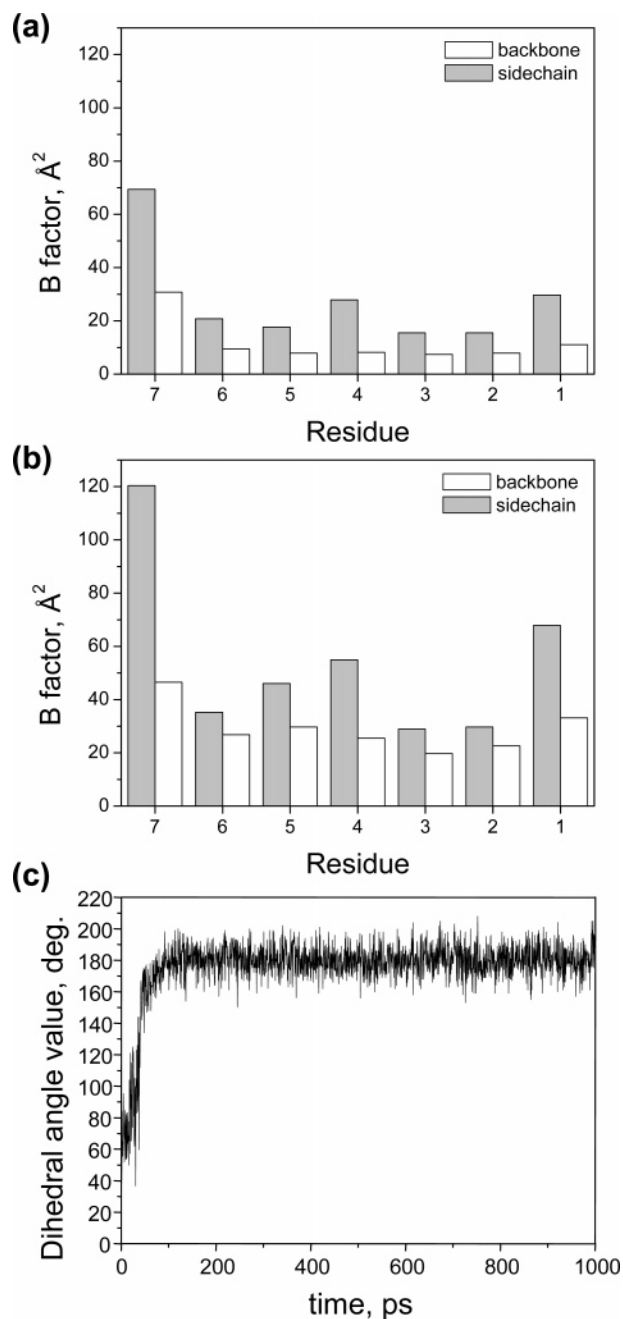 (a)
120
100
80
60
40
20
0
B factor, Å²
backbone
sidechain
7 6 5 4 3 2 1
Residue
(b)
120
100
80
60
40
20
0
B factor, Å²
backbone
sidechain
7 6 5 4 3 2 1
Residue
(c)
220
200
180
160
140
120
100
80
60
40
20
0
Dihedral angle value, deg.
0 200 400 600 800 1000
time, ps